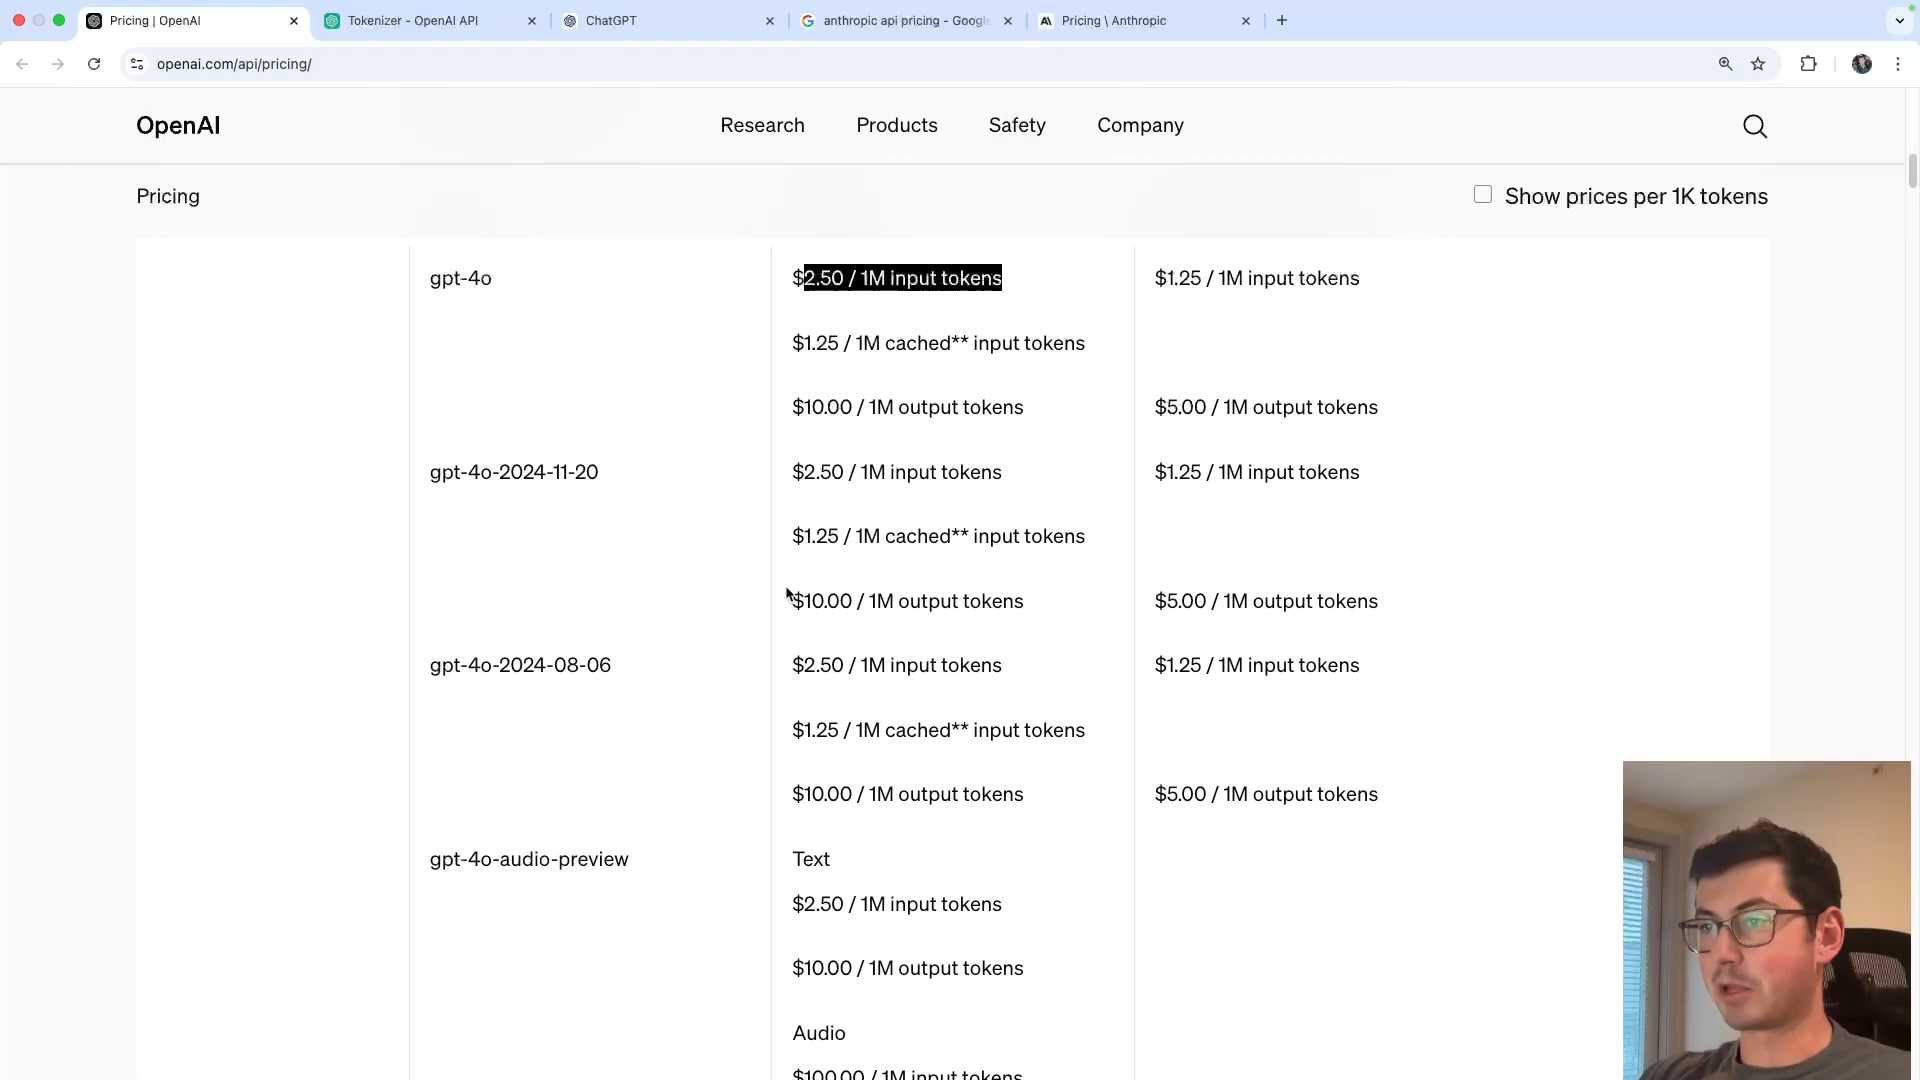 Pricing | OpenAI
Tokenizer - OpenAI API
ChatGPT
anthropic api pricing - Google
Pricing \ Anthropic
openai.com/api/pricing/
OpenAI
Research
Products
Safety
Company
Pricing
Show prices per 1K tokens
gpt-4o
$2.50 / 1M input tokens
$1.25 / 1M input tokens
$1.25 / 1M cached** input tokens
$10.00 / 1M output tokens
$5.00 / 1M output tokens
gpt-4o-2024-11-20
$2.50 / 1M input tokens
$1.25 / 1M input tokens
$1.25 / 1M cached** input tokens
$10.00 / 1M output tokens
$5.00 / 1M output tokens
gpt-4o-2024-08-06
$2.50 / 1M input tokens
$1.25 / 1M input tokens
$1.25 / 1M cached** input tokens
$10.00 / 1M output tokens
$5.00 / 1M output tokens
gpt-4o-audio-preview
Text
$2.50 / 1M input tokens
$10.00 / 1M output tokens
Audio
$100.00 / 1M input tokens